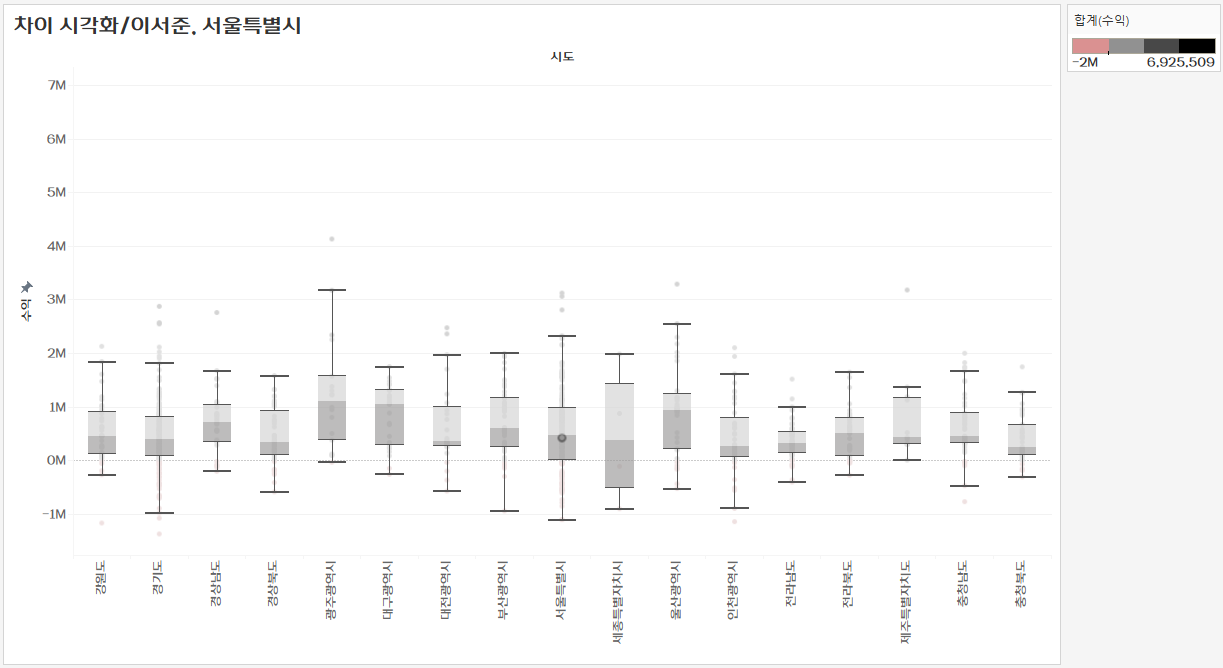 차이 시각화/이서준, 서울특별시
시도
7M
6M
5M
4M
3M
2M
1M
0M
-1M
수익
강원도
경기도
경상남도
경상북도
광주광역시
대구광역시
대전광역시
부산광역시
서울특별시
세종특별자치시
울산광역시
인천광역시
전라남도
전라북도
제주특별자치도
충청남도
충청북도
합계(수익)
-2M 6,925,509